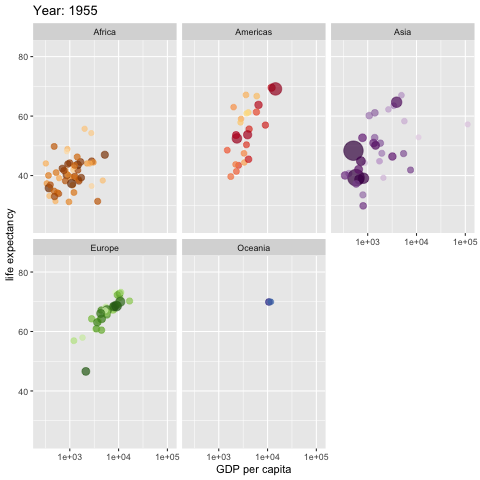 Year: 1955
Africa
Americas
Asia
80
60
40
1e+03
1e+04
1e+05
Europe
Oceania
80
60
40
1e+03
1e+04
1e+05
1e+03
1e+04
1e+05
life expectancy
GDP per capita